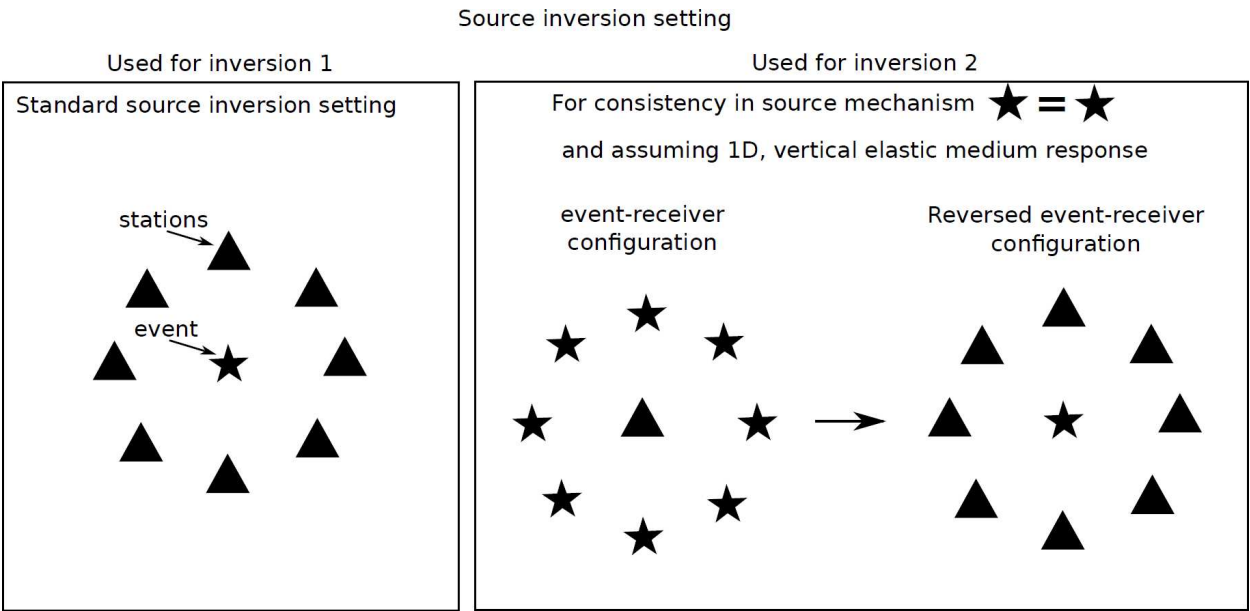 Source inversion setting
Used for inversion 1
Standard source inversion setting
stations
event
Used for inversion 2
For consistency in source mechanism ★ = ★
and assuming 1D, vertical elastic medium response
event-receiver
configuration
Reversed event-receiver
configuration